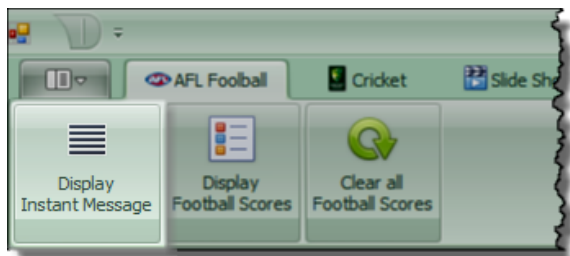 AFL Foolball
Cricket
Slide Sh
Display
Instant Message
Display
Football Scores
Clear all
Football Scores